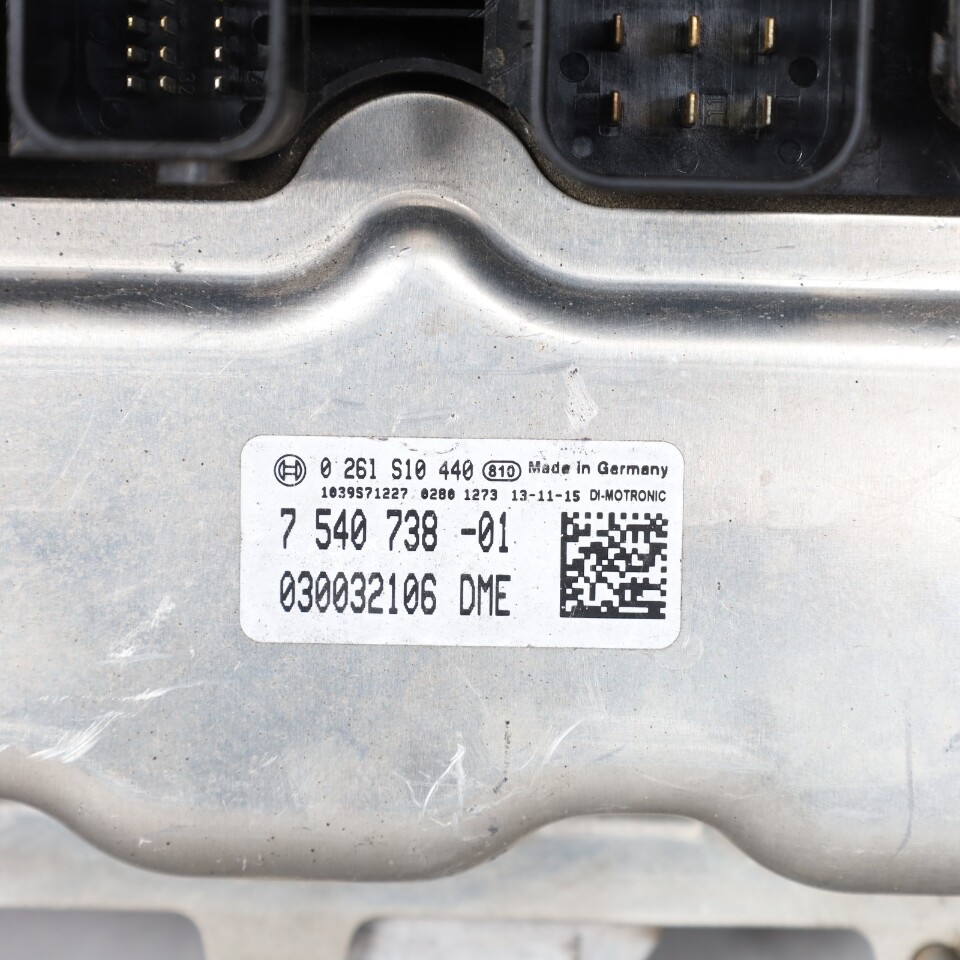 0 261 S10 440 810 Made in Germany
1039S71227 0280 1273 13-11-15 DI-MOTRONIC
7 540 738 -01
030032106 DME